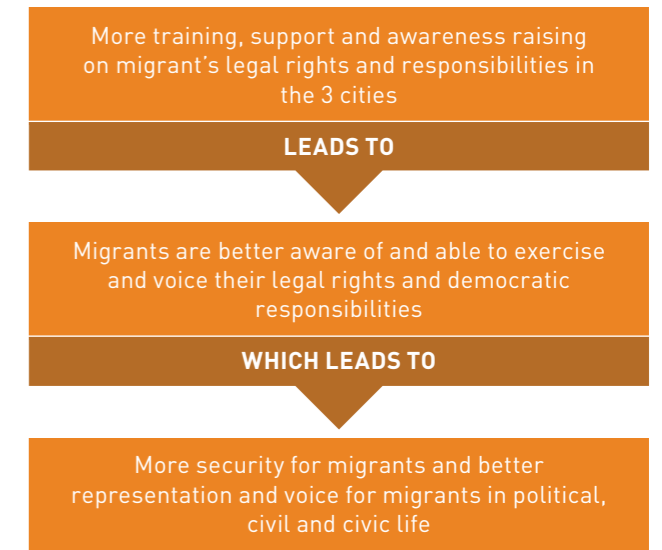 More training, support and awareness raising
on migrant's legal rights and responsibilities in
the 3 cities
LEADS TO
Migrants are better aware of and able to exercise
and voice their legal rights and democratic
responsibilities
WHICH LEADS TO
More security for migrants and better
representation and voice for migrants in political,
civil and civic life